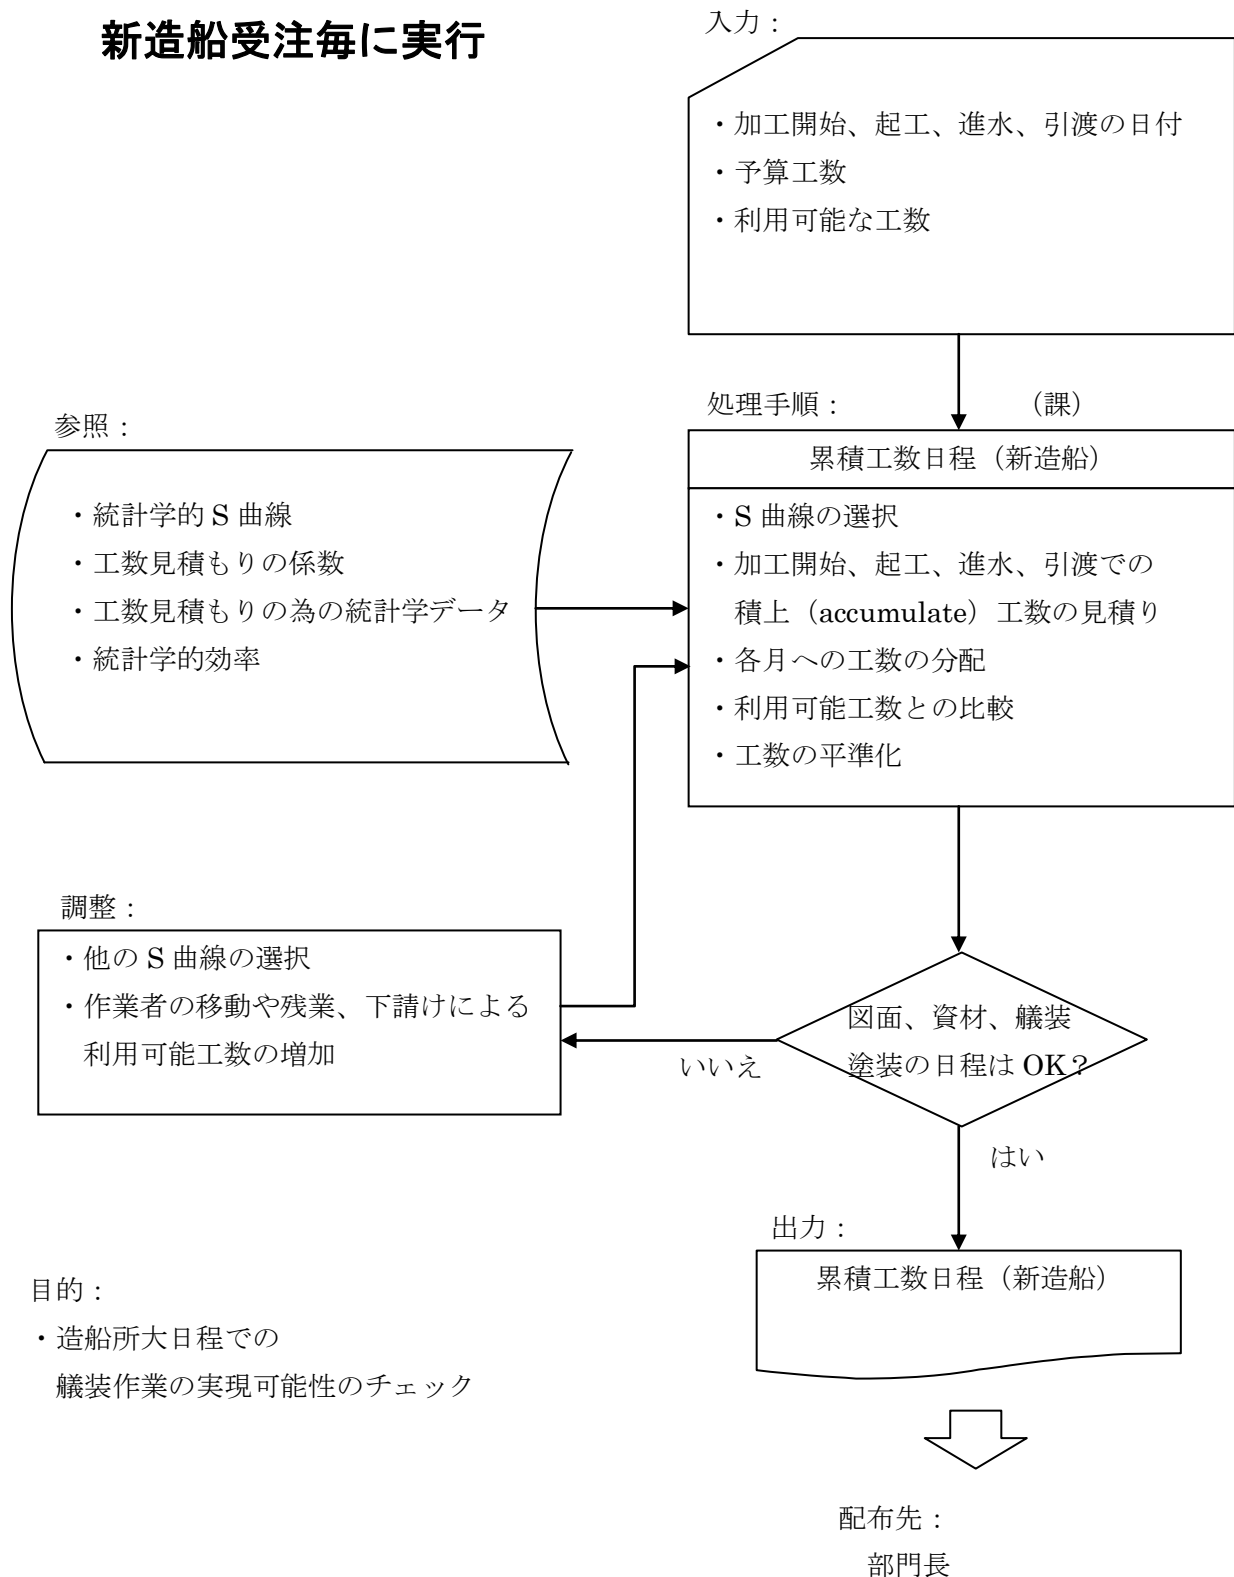 新造船受注毎に実行
入力：
・加工開始、起工、進水、引渡の日付
・予算工数
・利用可能な工数
処理手順：　（課）
累積工数日程（新造船）
・S 曲線の選択
・加工開始、起工、進水、引渡での
積上（accumulate）工数の見積り
・各月への工数の分配
・利用可能工数との比較
・工数の平準化
参照：
・統計学的 S 曲線
・工数見積もりの係数
・工数見積もりの為の統計学データ
・統計学的効率
調整：
・他の S 曲線の選択
・作業者の移動や残業、下請けによる
利用可能工数の増加
図面、資材、艤装
塗装の日程は OK？
いいえ
はい
出力：
累積工数日程（新造船）
目的：
・造船所大日程での
艤装作業の実現可能性のチェック
配布先：
部門長